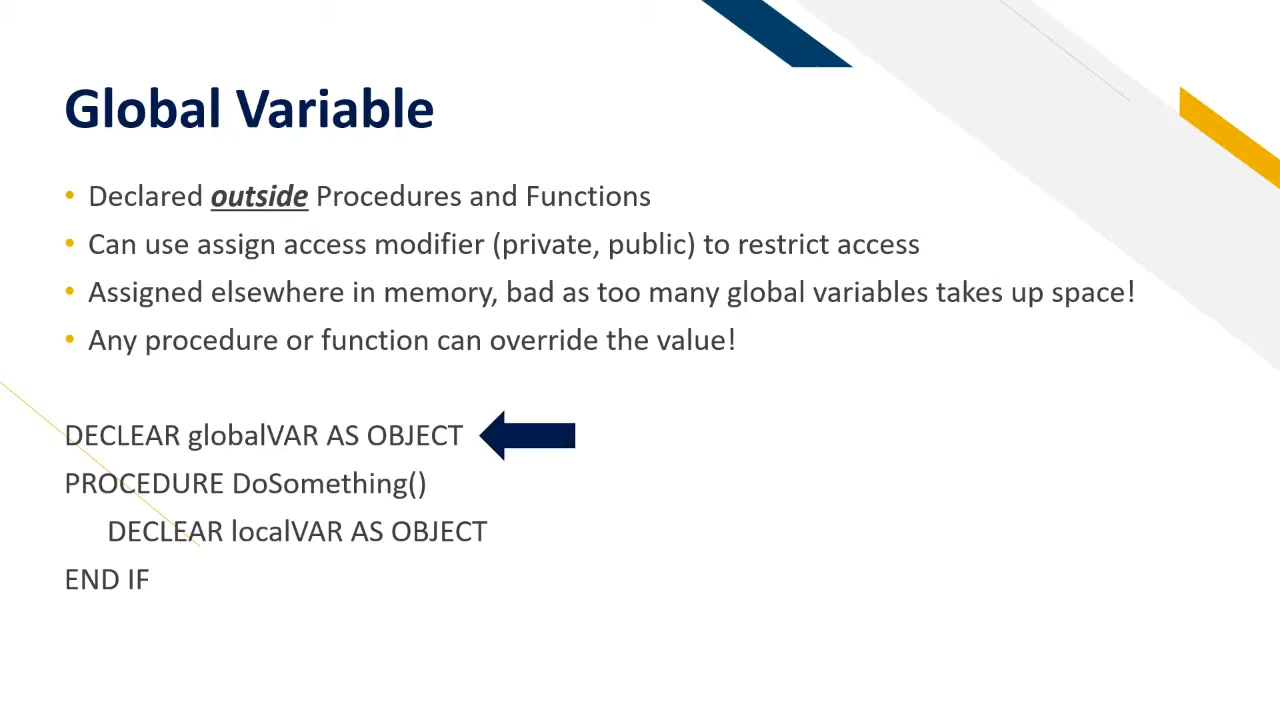 Global Variable
• Declared outside Procedures and Functions
• Can use assign access modifier (private, public) to restrict access
• Assigned elsewhere in memory, bad as too many global variables takes up space!
• Any procedure or function can override the value!
DECLEAR globalVAR AS OBJECT
PROCEDURE DoSomething()
DECLEAR localVAR AS OBJECT
END IF